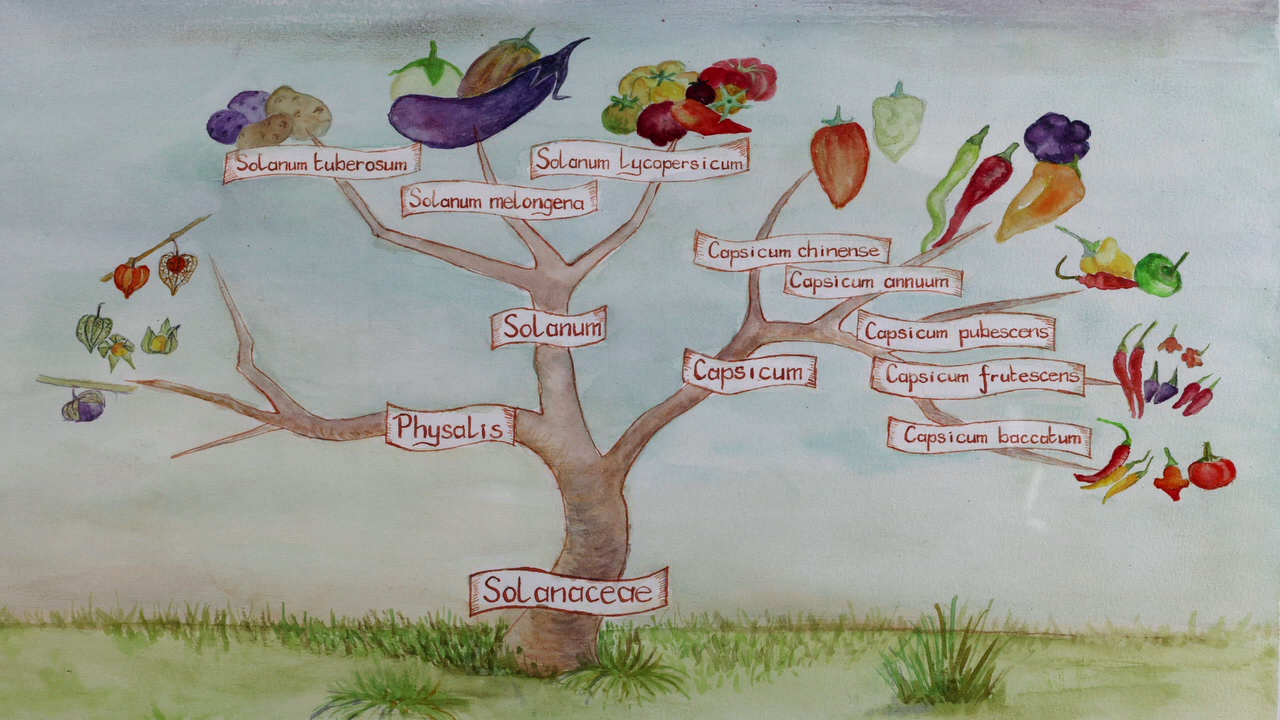 Solanum tuberosum
Solanum Lycopersicum
Solanum melongena
Capsicum chinense
Capsicum annuum
Solanum
Capsicum pubescens
Capsicum
Capsicum frutescens
Physalis
Capsicum baccatum
Solanaceae